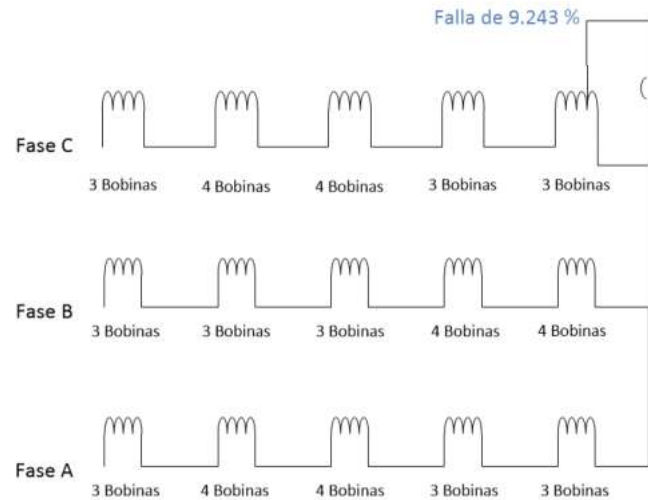 Falla de 9.243 %
(
Fase C
3 Bobinas 4 Bobinas 4 Bobinas 3 Bobinas 3 Bobinas
Fase B
3 Bobinas 3 Bobinas 3 Bobinas 4 Bobinas 4 Bobinas
Fase A
3 Bobinas 4 Bobinas 4 Bobinas 3 Bobinas 3 Bobinas